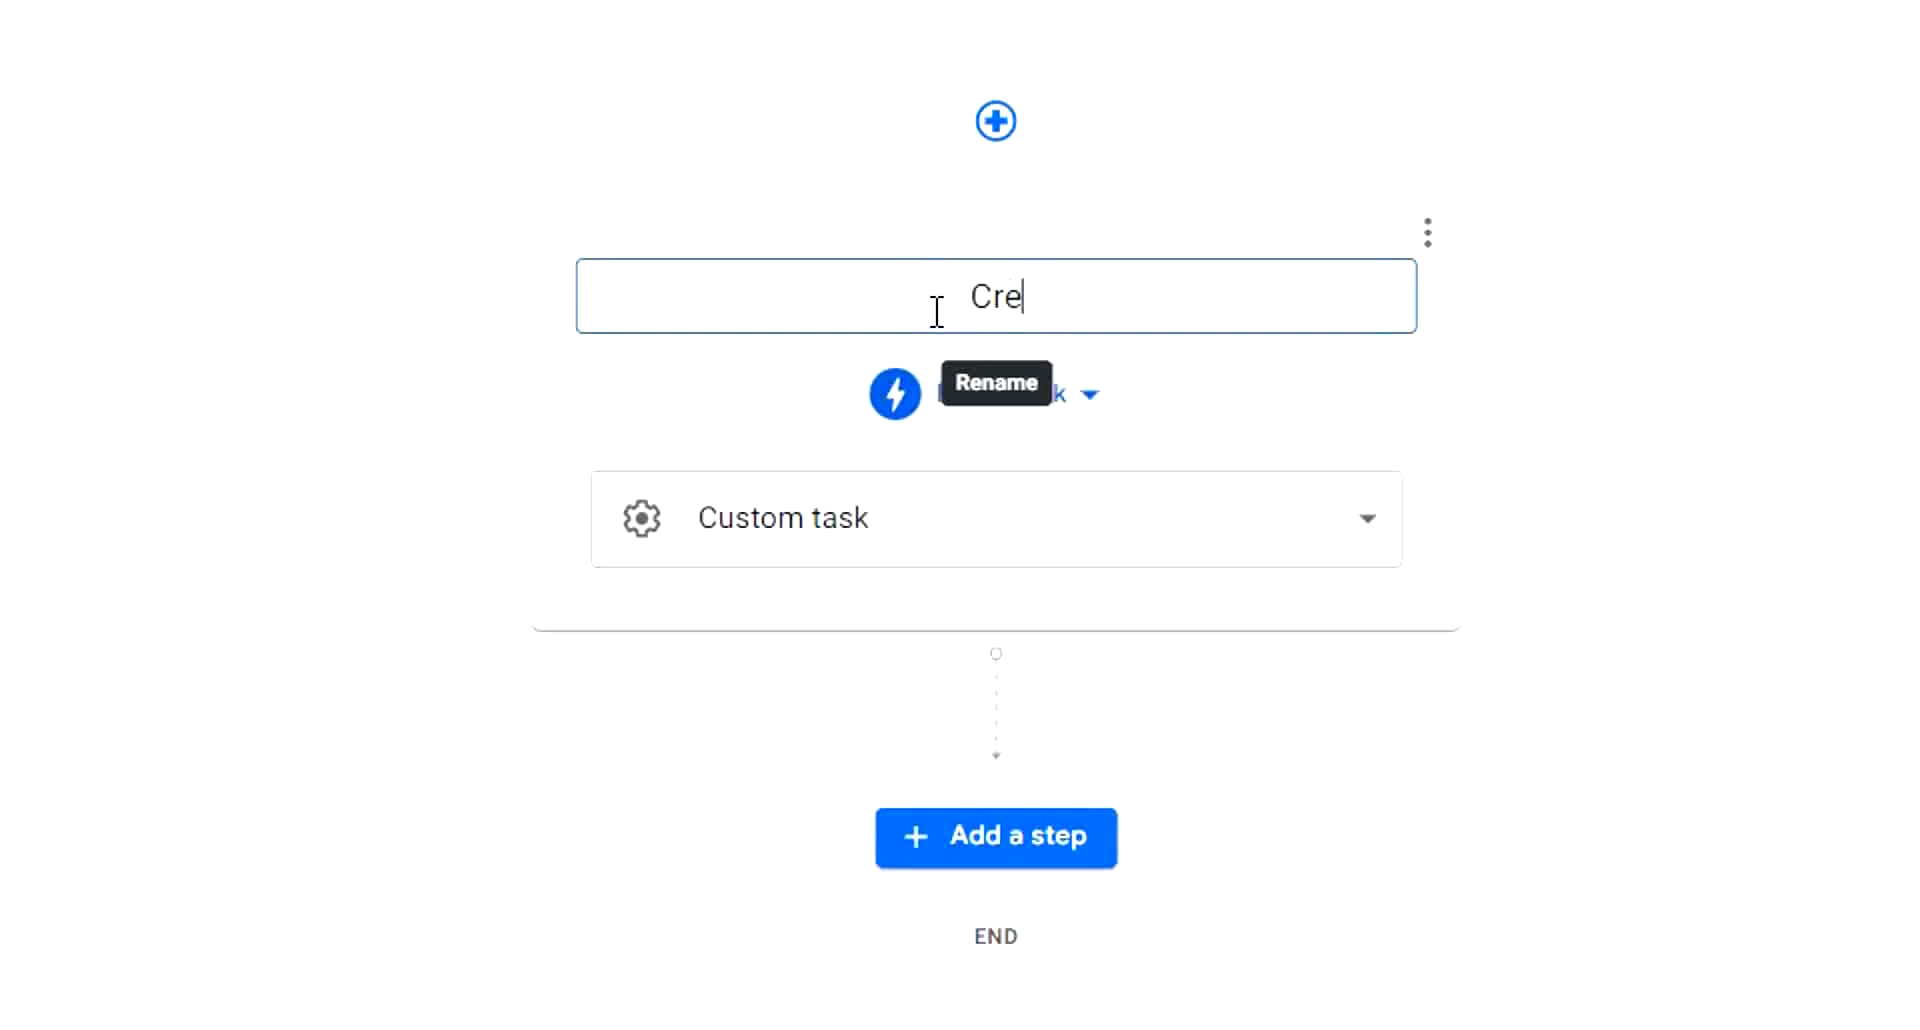 Cre
Rename
Custom task
Add a step
END